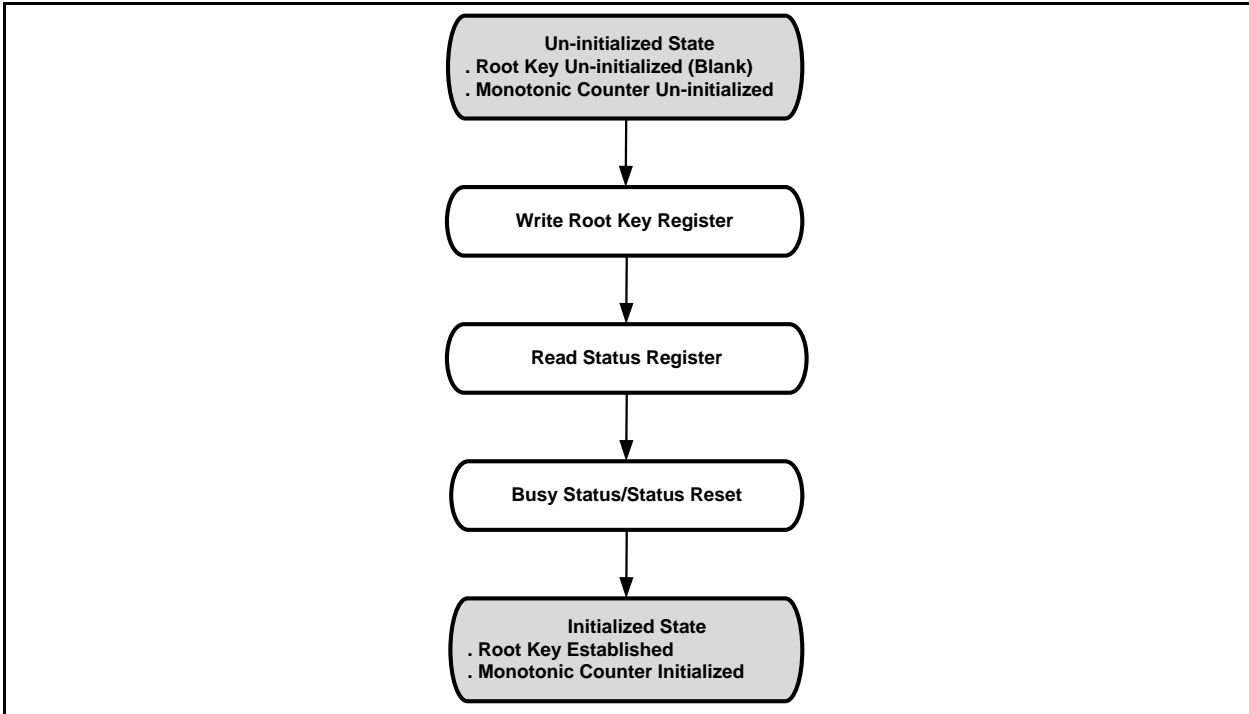 Un-initialized State
. Root Key Un-initialized (Blank)
. Monotonic Counter Un-initialized
Write Root Key Register
Read Status Register
Busy Status/Status Reset
Initialized State
. Root Key Established
. Monotonic Counter Initialized